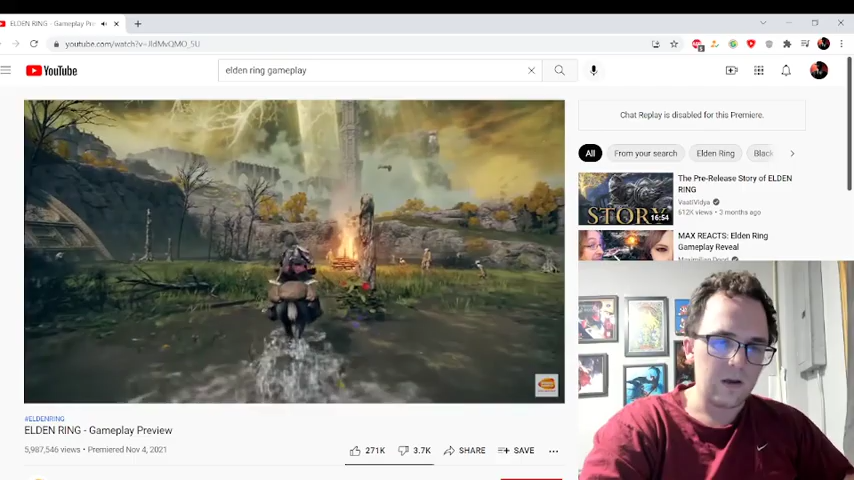 ELDEN RING - Gameplay Pre
youtube.com/watch?v=JldMvQMO_5U
YouTube
elden ring gameplay
Chat Replay is disabled for this Premiere.
All
From your search
Elden Ring
Black
The Pre-Release Story of ELDEN
RING
VaatiVidya
612K views • 3 months ago
STORY
16:54
MAX REACTS: Elden Ring
Gameplay Reveal
#ELDENRING
ELDEN RING - Gameplay Preview
5,987,546 views • Premiered Nov 4, 2021
271K
3.7K
SHARE
SAVE